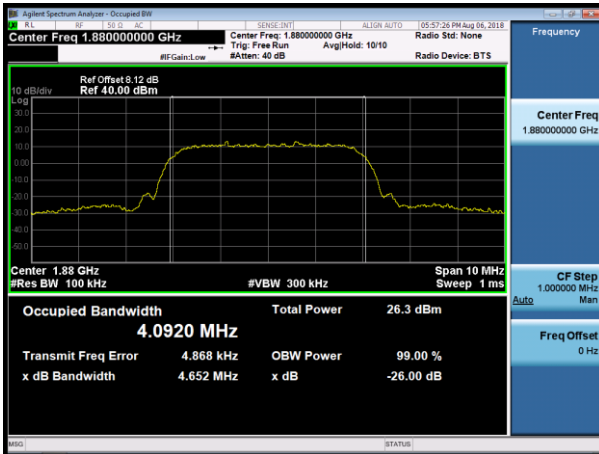 Agilent Spectrum Analyzer - Occupied BW
RL RF 50 Ω AC SENSE:INT ALIGN AUTO 05:57:26 PM Aug 06, 2018
Center Freq 1.880000000 GHz
Center Freq: 1.880000000 GHz Radio Std: None
Trig: Free Run Avg|Hold: 10/10
#IFGain:Low #Atten: 40 dB Radio Device: BTS
Frequency
Ref Offset 8.12 dB
10 dB/div Ref 40.00 dBm
Log
30.0
20.0
10.0
0.00
-10.0
-20.0
-30.0
-40.0
-50.0
Center 1.88 GHz Span 10 MHz
#Res BW 100 kHz #VBW 300 kHz Sweep 1 ms
Occupied Bandwidth Total Power 26.3 dBm
4.0920 MHz
Transmit Freq Error 4.868 kHz OBW Power 99.00 %
x dB Bandwidth 4.652 MHz x dB -26.00 dB
Center Freq
1.880000000 GHz
CF Step
1.000000 MHz
Auto Man
Freq Offset
0 Hz
MSG STATUS